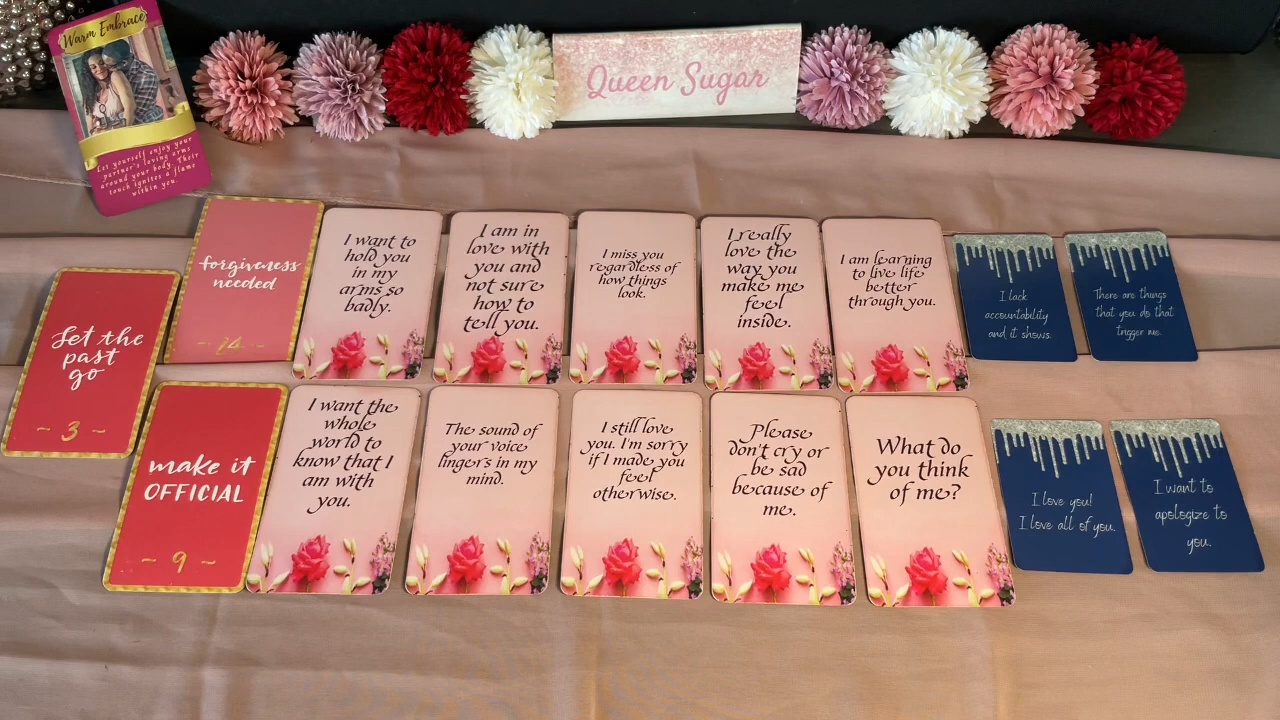 Warm Embrace
Let yourself enjoy your
partner's loving arms
around your body. Their
touch ignites a flame
within you.
Queen Sugar
Let the
past
go
~ 3 ~
forgiveness
needed
~ 14 ~
I want to
hold you
in my
arms so
badly.
I am in
love with
you and
not sure
how to
tell you.
I miss you
regardless of
how things
look.
I really
love the
way you
make me
feel
inside.
I am learning
to live life
better
through you.
I lack
accountability
and it shows.
There are things
that you do that
trigger me.
make it
OFFICIAL
~ 9 ~
I want the
whole
world to
know that I
am with
you.
The sound of
your voice
lingers in my
mind.
I still love
you. I'm sorry
if I made you
feel
otherwise.
Please
don't cry or
be sad
because of
me.
What do
you think
of me?
I love you!
I love all of you.
I want to
apologize to
you.